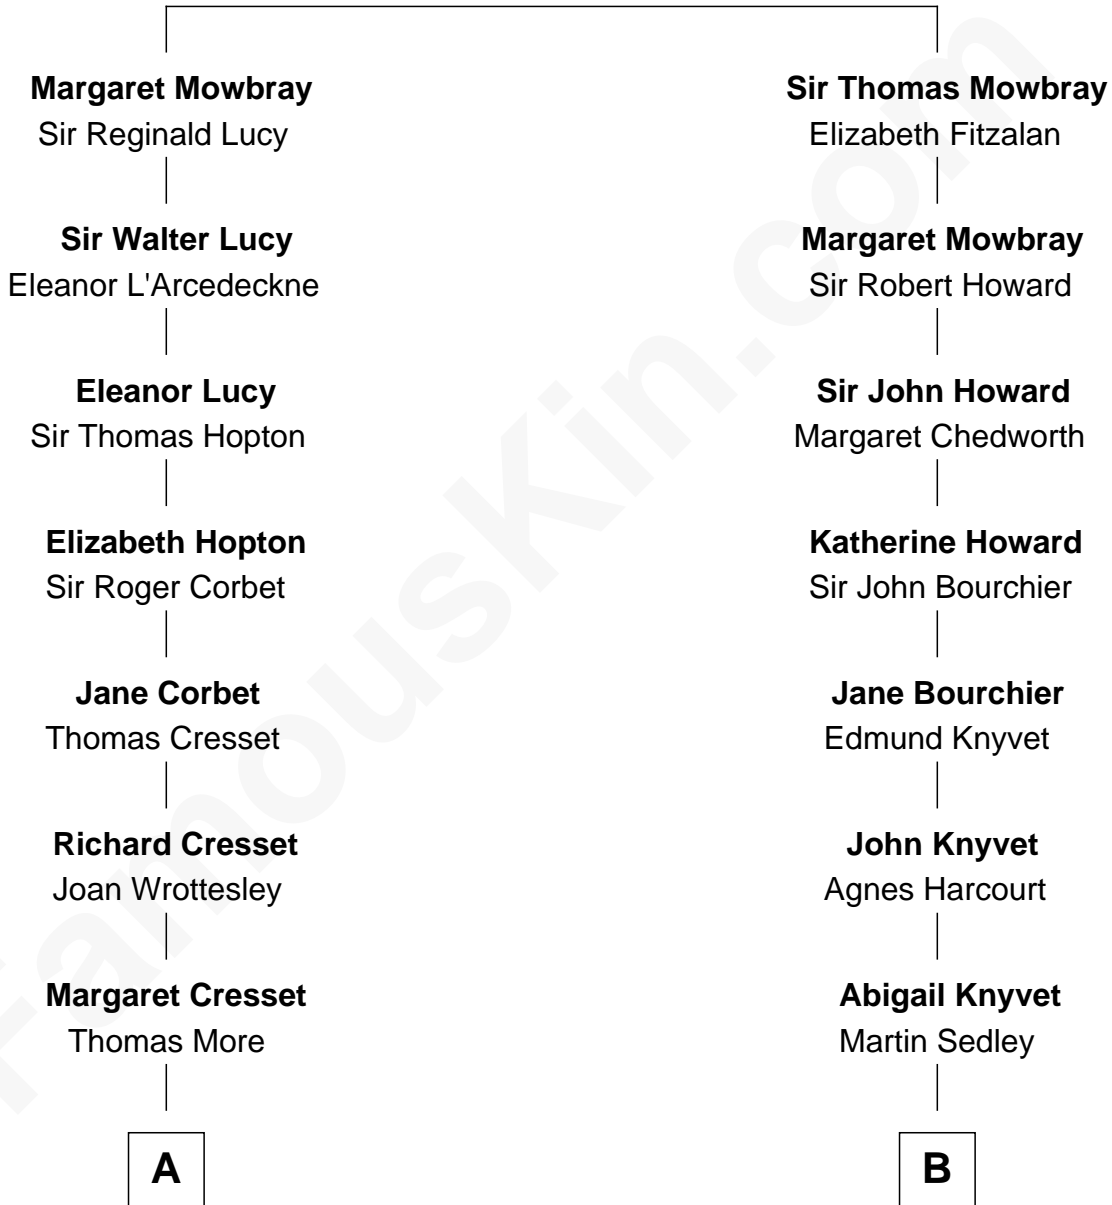 Margaret Mowbray
Sir Reginald Lucy
Sir Walter Lucy
Eleanor L'Arcedeckne
Eleanor Lucy
Sir Thomas Hopton
Elizabeth Hopton
Sir Roger Corbet
Jane Corbet
Thomas Cresset
Richard Cresset
Joan Wrottesley
Margaret Cresset
Thomas More
A
Sir Thomas Mowbray
Elizabeth Fitzalan
Margaret Mowbray
Sir Robert Howard
Sir John Howard
Margaret Chedworth
Katherine Howard
Sir John Bourchier
Jane Bourchier
Edmund Knyvet
John Knyvet
Agnes Harcourt
Abigail Knyvet
Martin Sedley
B
FamousKin.com